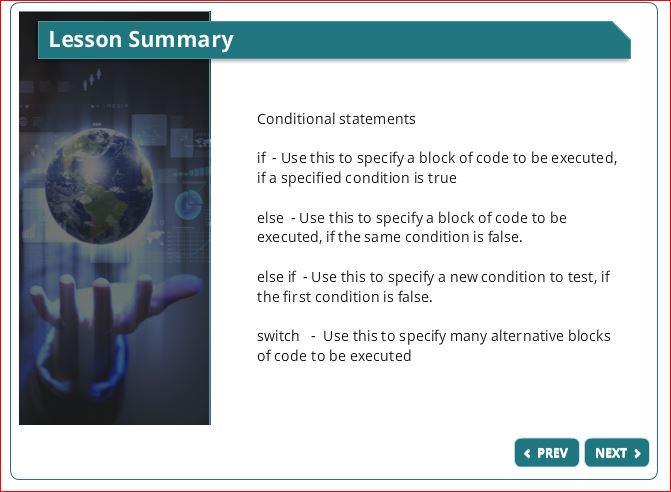 Lesson Summary
Conditional statements
if - Use this to specify a block of code to be executed,
if a specified condition is true
else - Use this to specify a block of code to be
executed, if the same condition is false.
else if - Use this to specify a new condition to test, if
the first condition is false.
switch - Use this to specify many alternative blocks
of code to be executed
PREV
NEXT